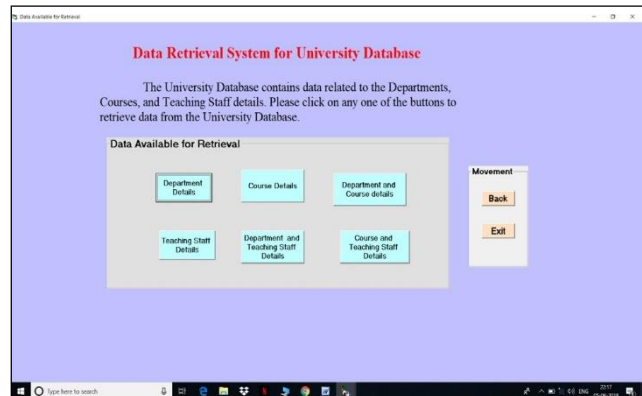 Data Available for Retrieval
Data Retrieval System for University Database
The University Database contains data related to the Departments,
Courses, and Teaching Staff details. Please click on any one of the buttons to
retrieve data from the University Database.
Data Available for Retrieval
Department
Details
Course Details
Department and
Course details
Teaching Staff
Details
Department and
Teaching Staff
Details
Course and
Teaching Staff
Details
Movement
Back
Exit
Type here to search
ENG
22:17